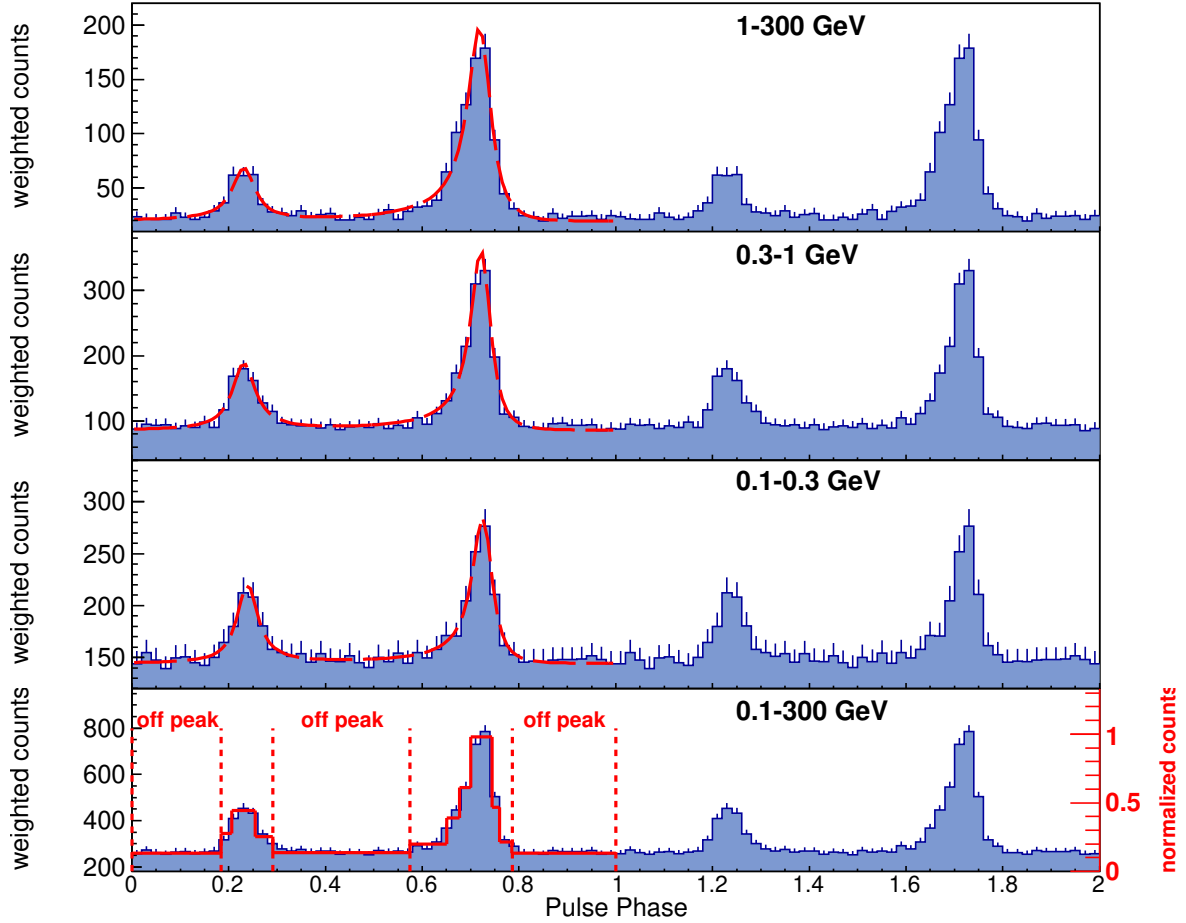 1-300 GeV
weighted counts
200
150
100
50
0.3-1 GeV
weighted counts
300
200
100
0.1-0.3 GeV
weighted counts
300
250
200
150
0.1-300 GeV
weighted counts
800
600
400
200
off peak
off peak
off peak
1
0.5
0
normalized counts
0 0.2 0.4 0.6 0.8 1 1.2 1.4 1.6 1.8 2
Pulse Phase